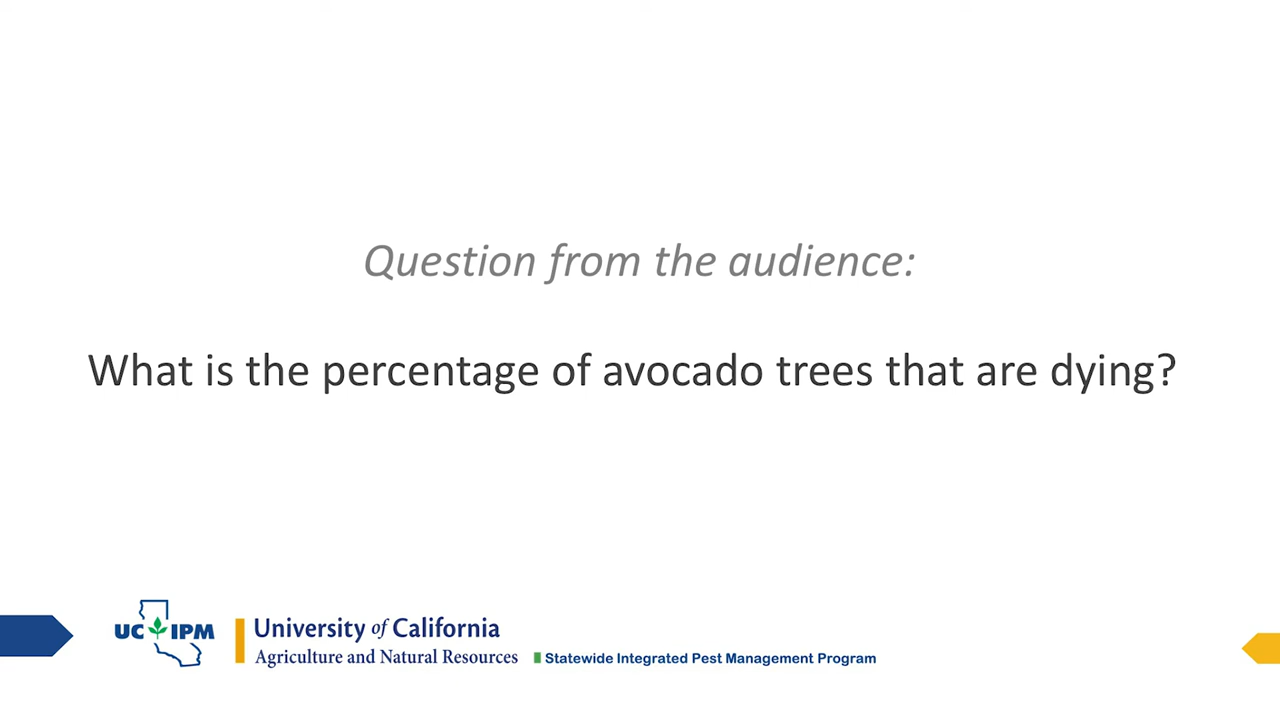 Question from the audience:
What is the percentage of avocado trees that are dying?
UC IPM
University of California
Agriculture and Natural Resources
Statewide Integrated Pest Management Program